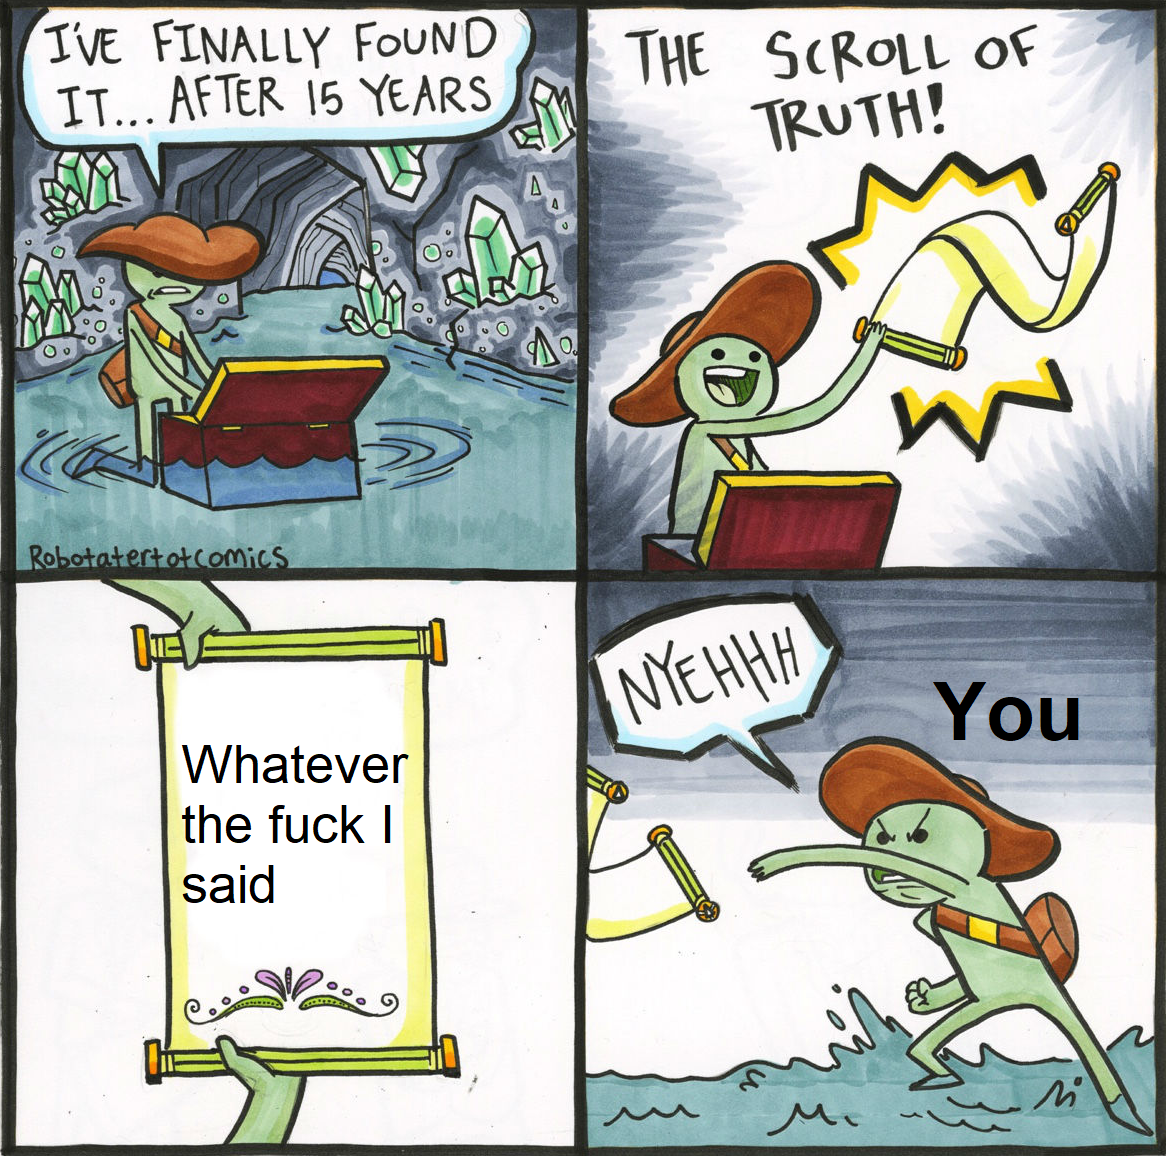 I'VE FINALLY FOUND
IT... AFTER 15 YEARS
THE SCROLL OF
TRUTH!
Robotatertotcomics
Whatever
the fuck I
said
NYEHHH
You